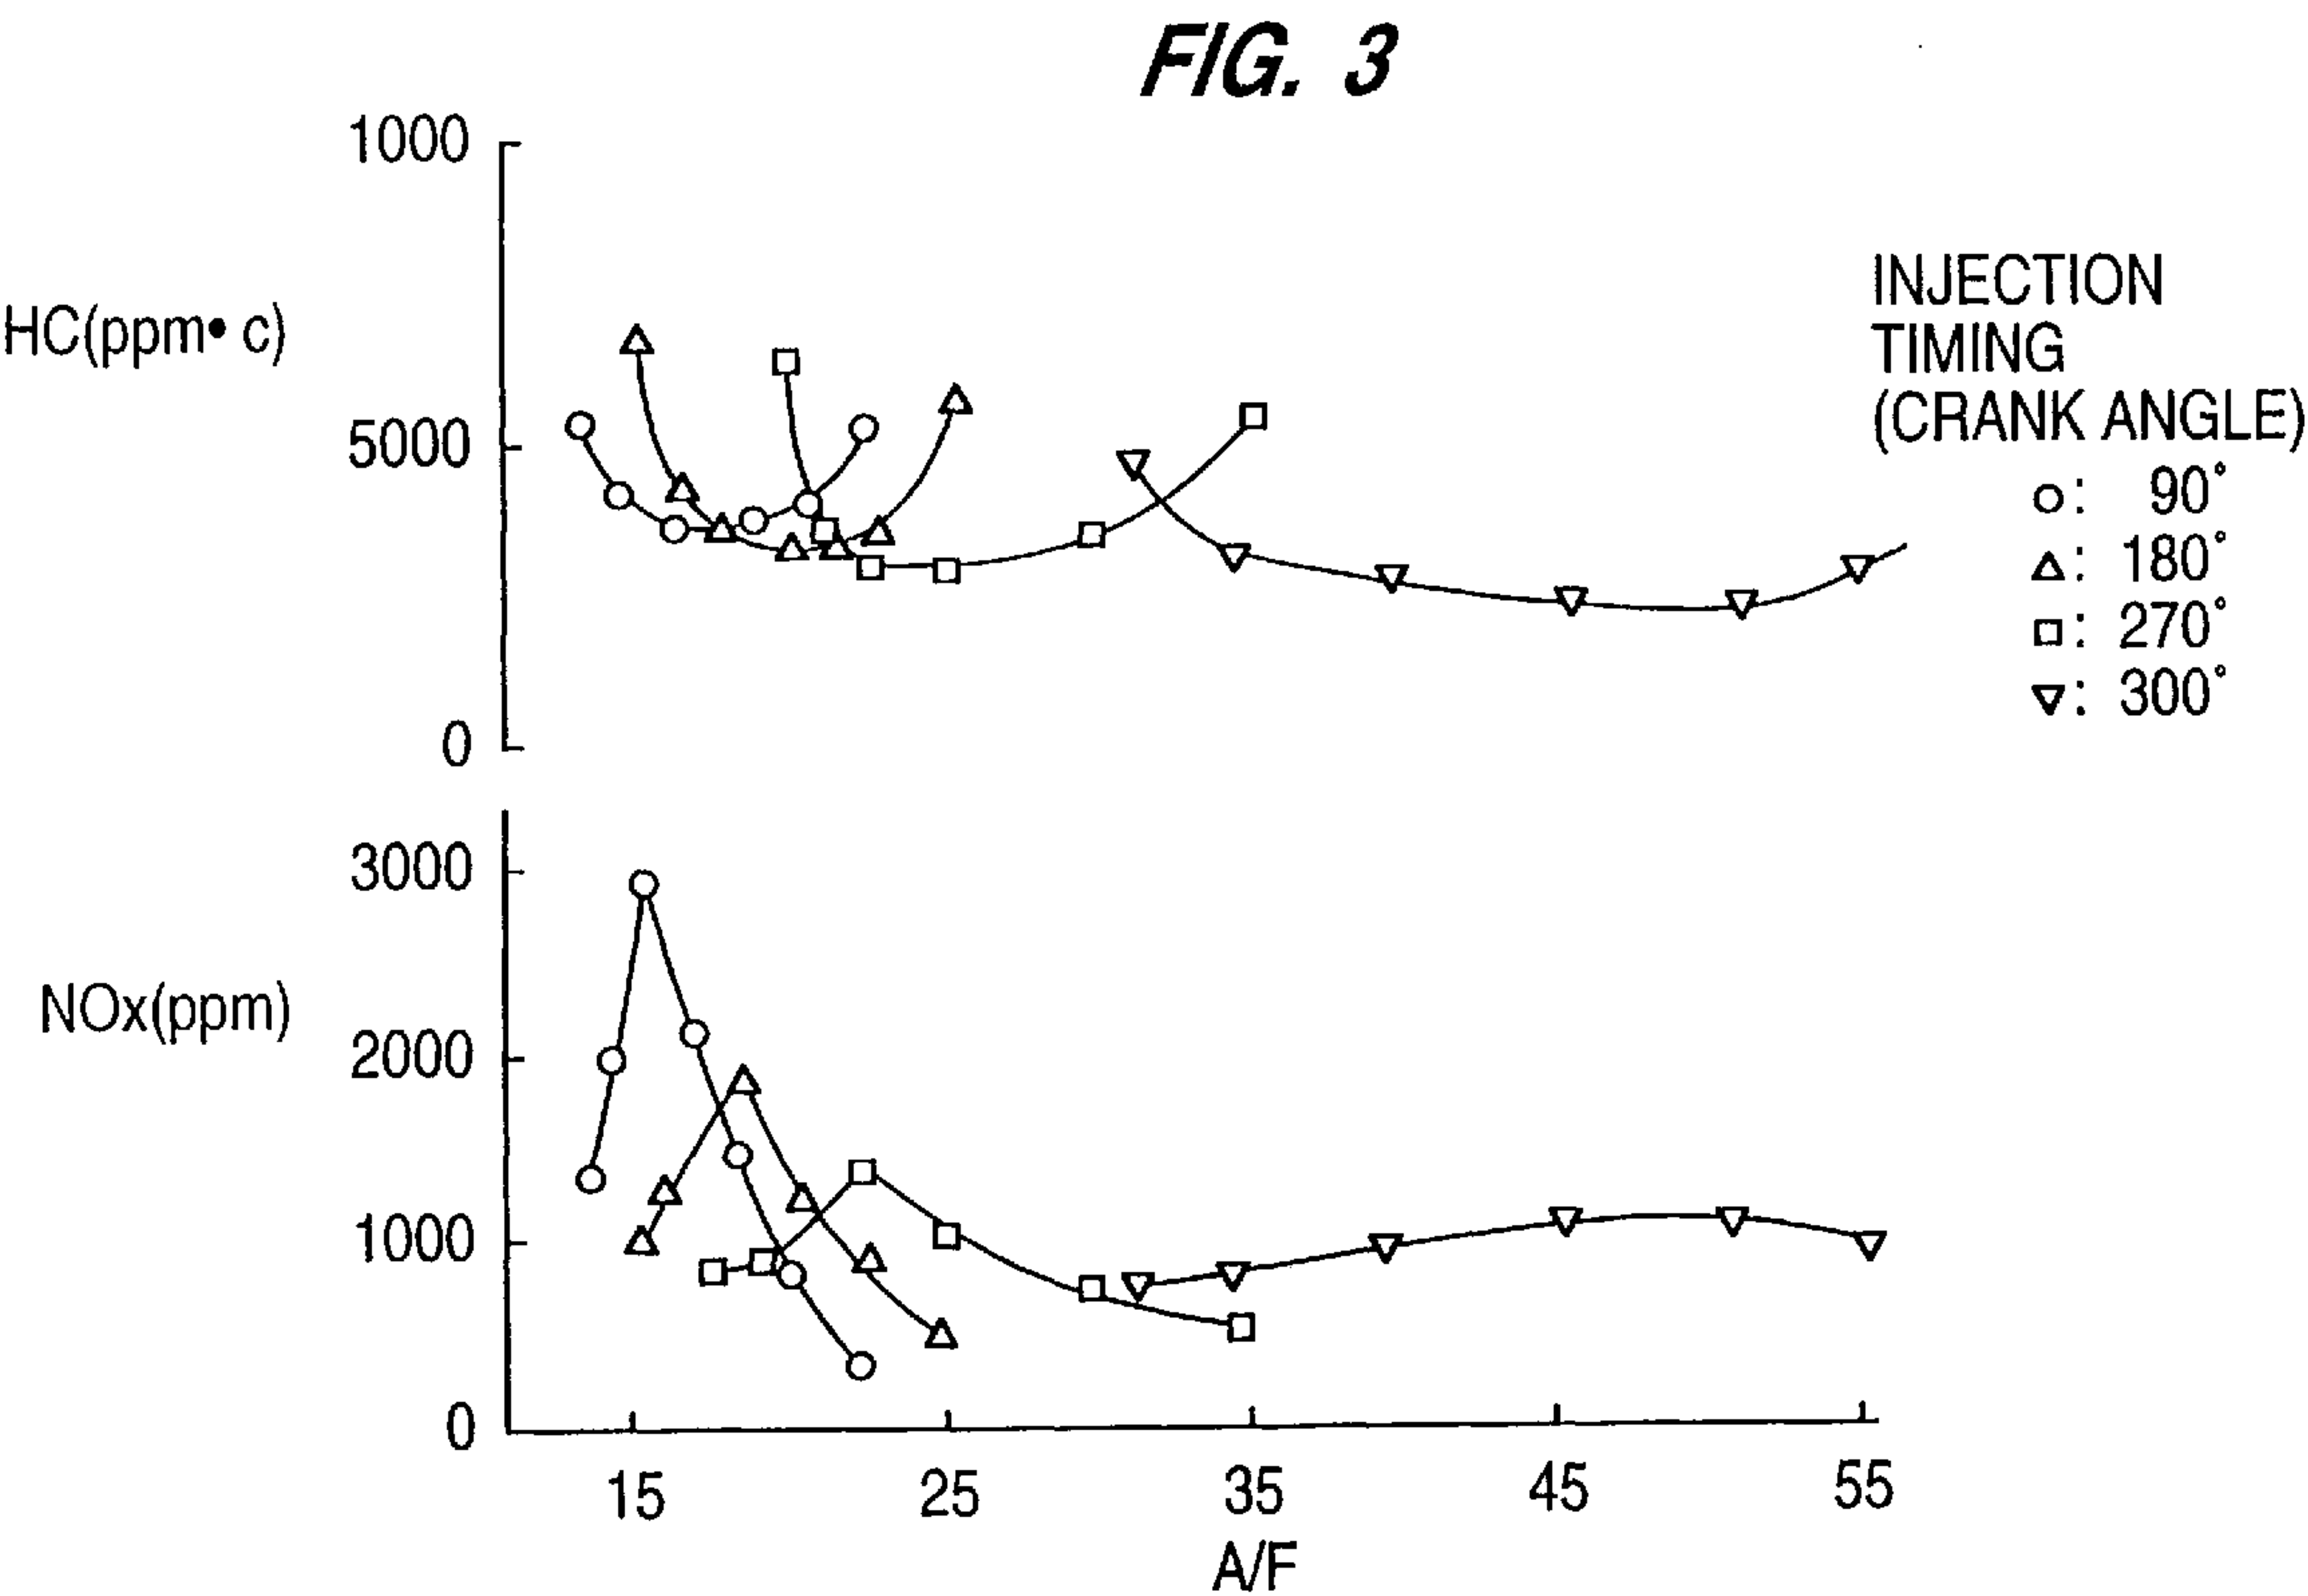 FIG. 3
1000
HC(ppm• c)
5000
0
INJECTION
TIMING
(CRANK ANGLE)
○: 90°
△: 180°
□: 270°
▽: 300°
3000
NOx(ppm)
2000
1000
0
15 25 35 45 55
A/F